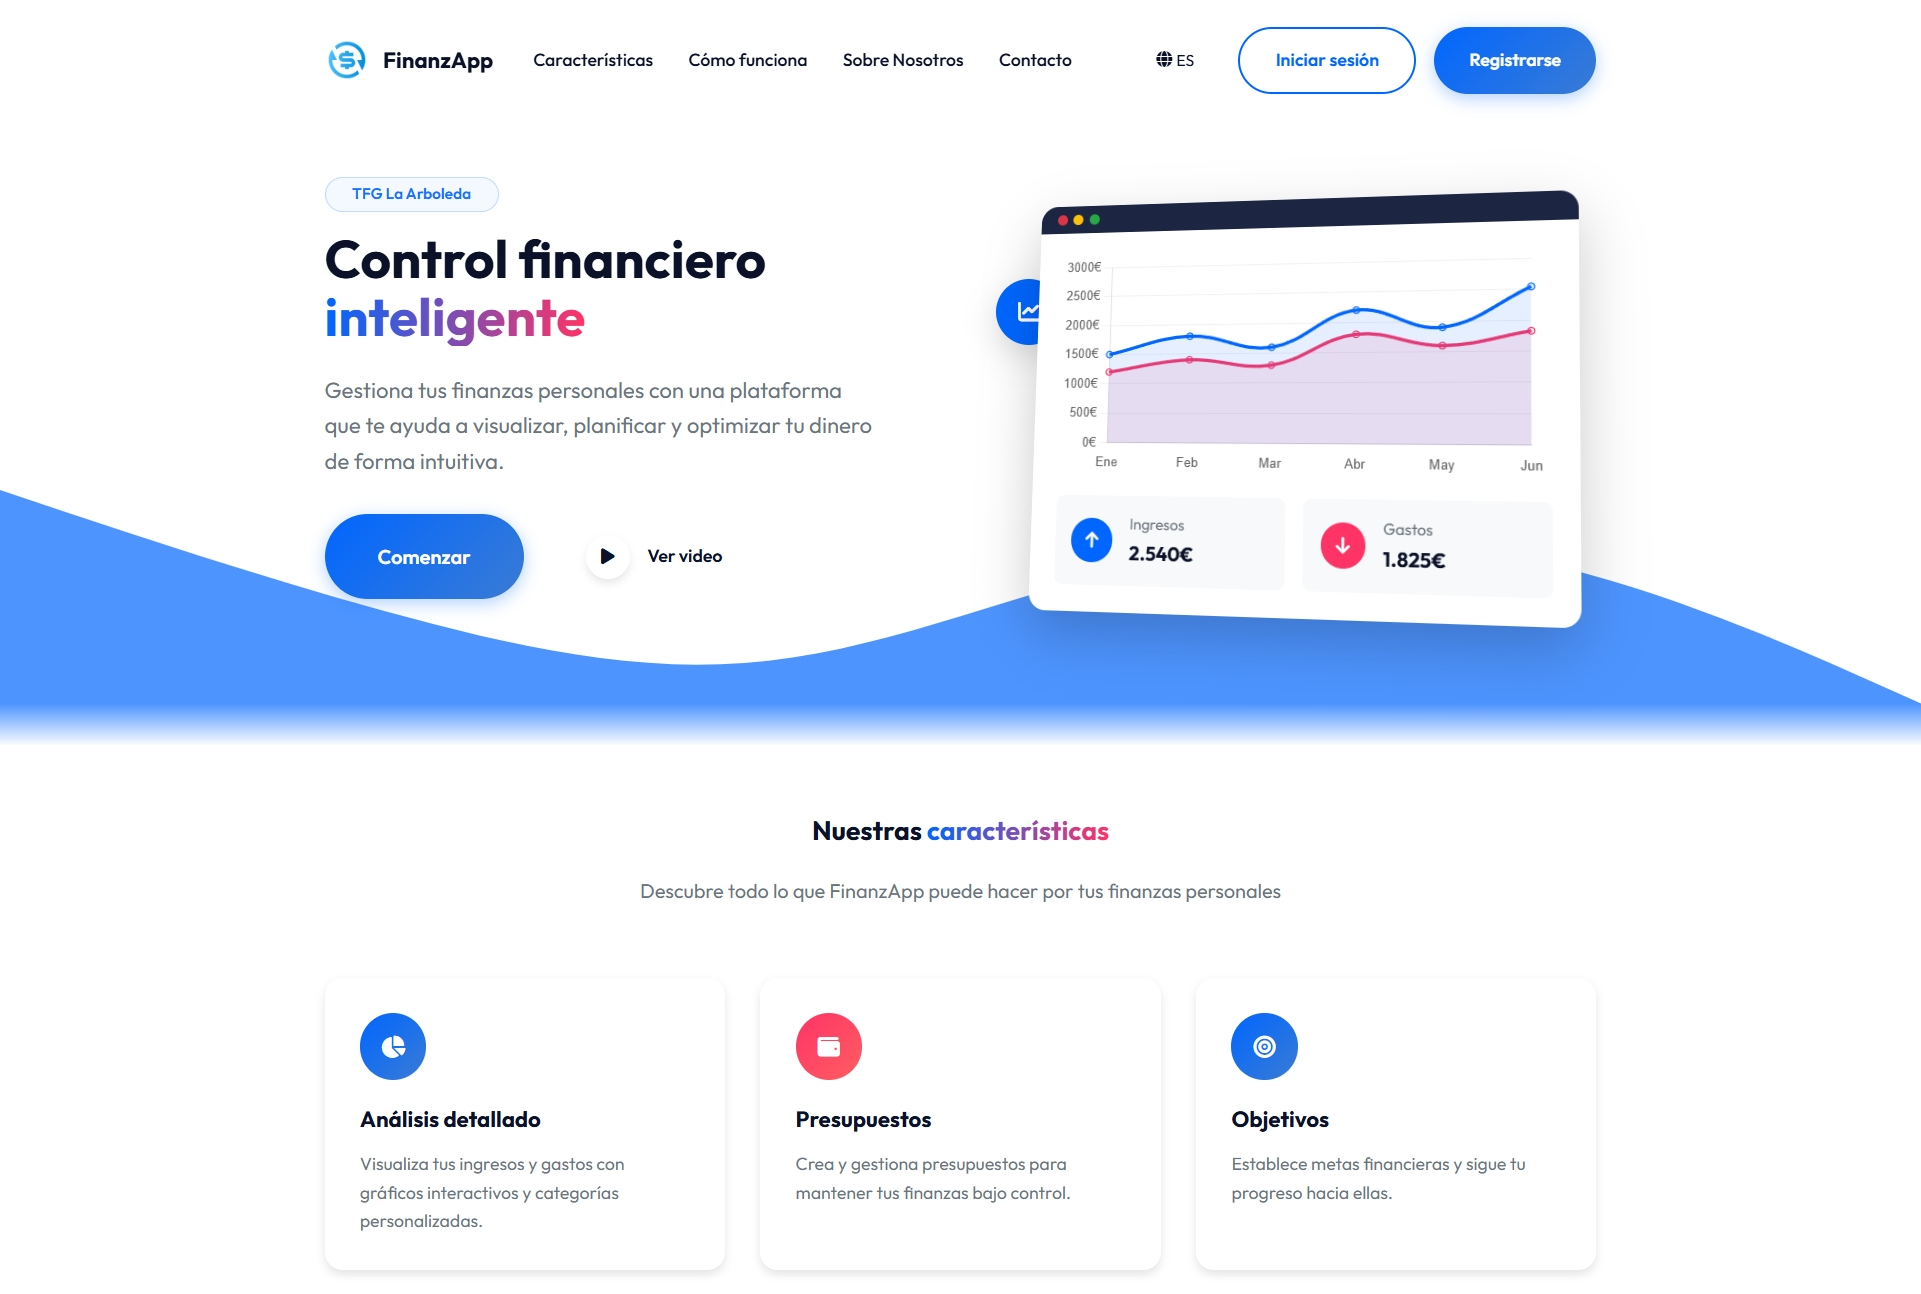 FinanzApp
Características
Cómo funciona
Sobre Nosotros
Contacto
ES
Iniciar sesión
Registrarse
TFG La Arboleda
Control financiero
inteligente
Gestiona tus finanzas personales con una plataforma
que te ayuda a visualizar, planificar y optimizar tu dinero
de forma intuitiva.
Comenzar
Ver video
3000€
2500€
2000€
1500€
1000€
500€
0€
Ene
Feb
Mar
Abr
May
Jun
Ingresos
2.540€
Gastos
1.825€
Nuestras características
Descubre todo lo que FinanzApp puede hacer por tus finanzas personales
Análisis detallado
Visualiza tus ingresos y gastos con
gráficos interactivos y categorías
personalizadas.
Presupuestos
Crea y gestiona presupuestos para
mantener tus finanzas bajo control.
Objetivos
Establece metas financieras y sigue tu
progreso hacia ellas.